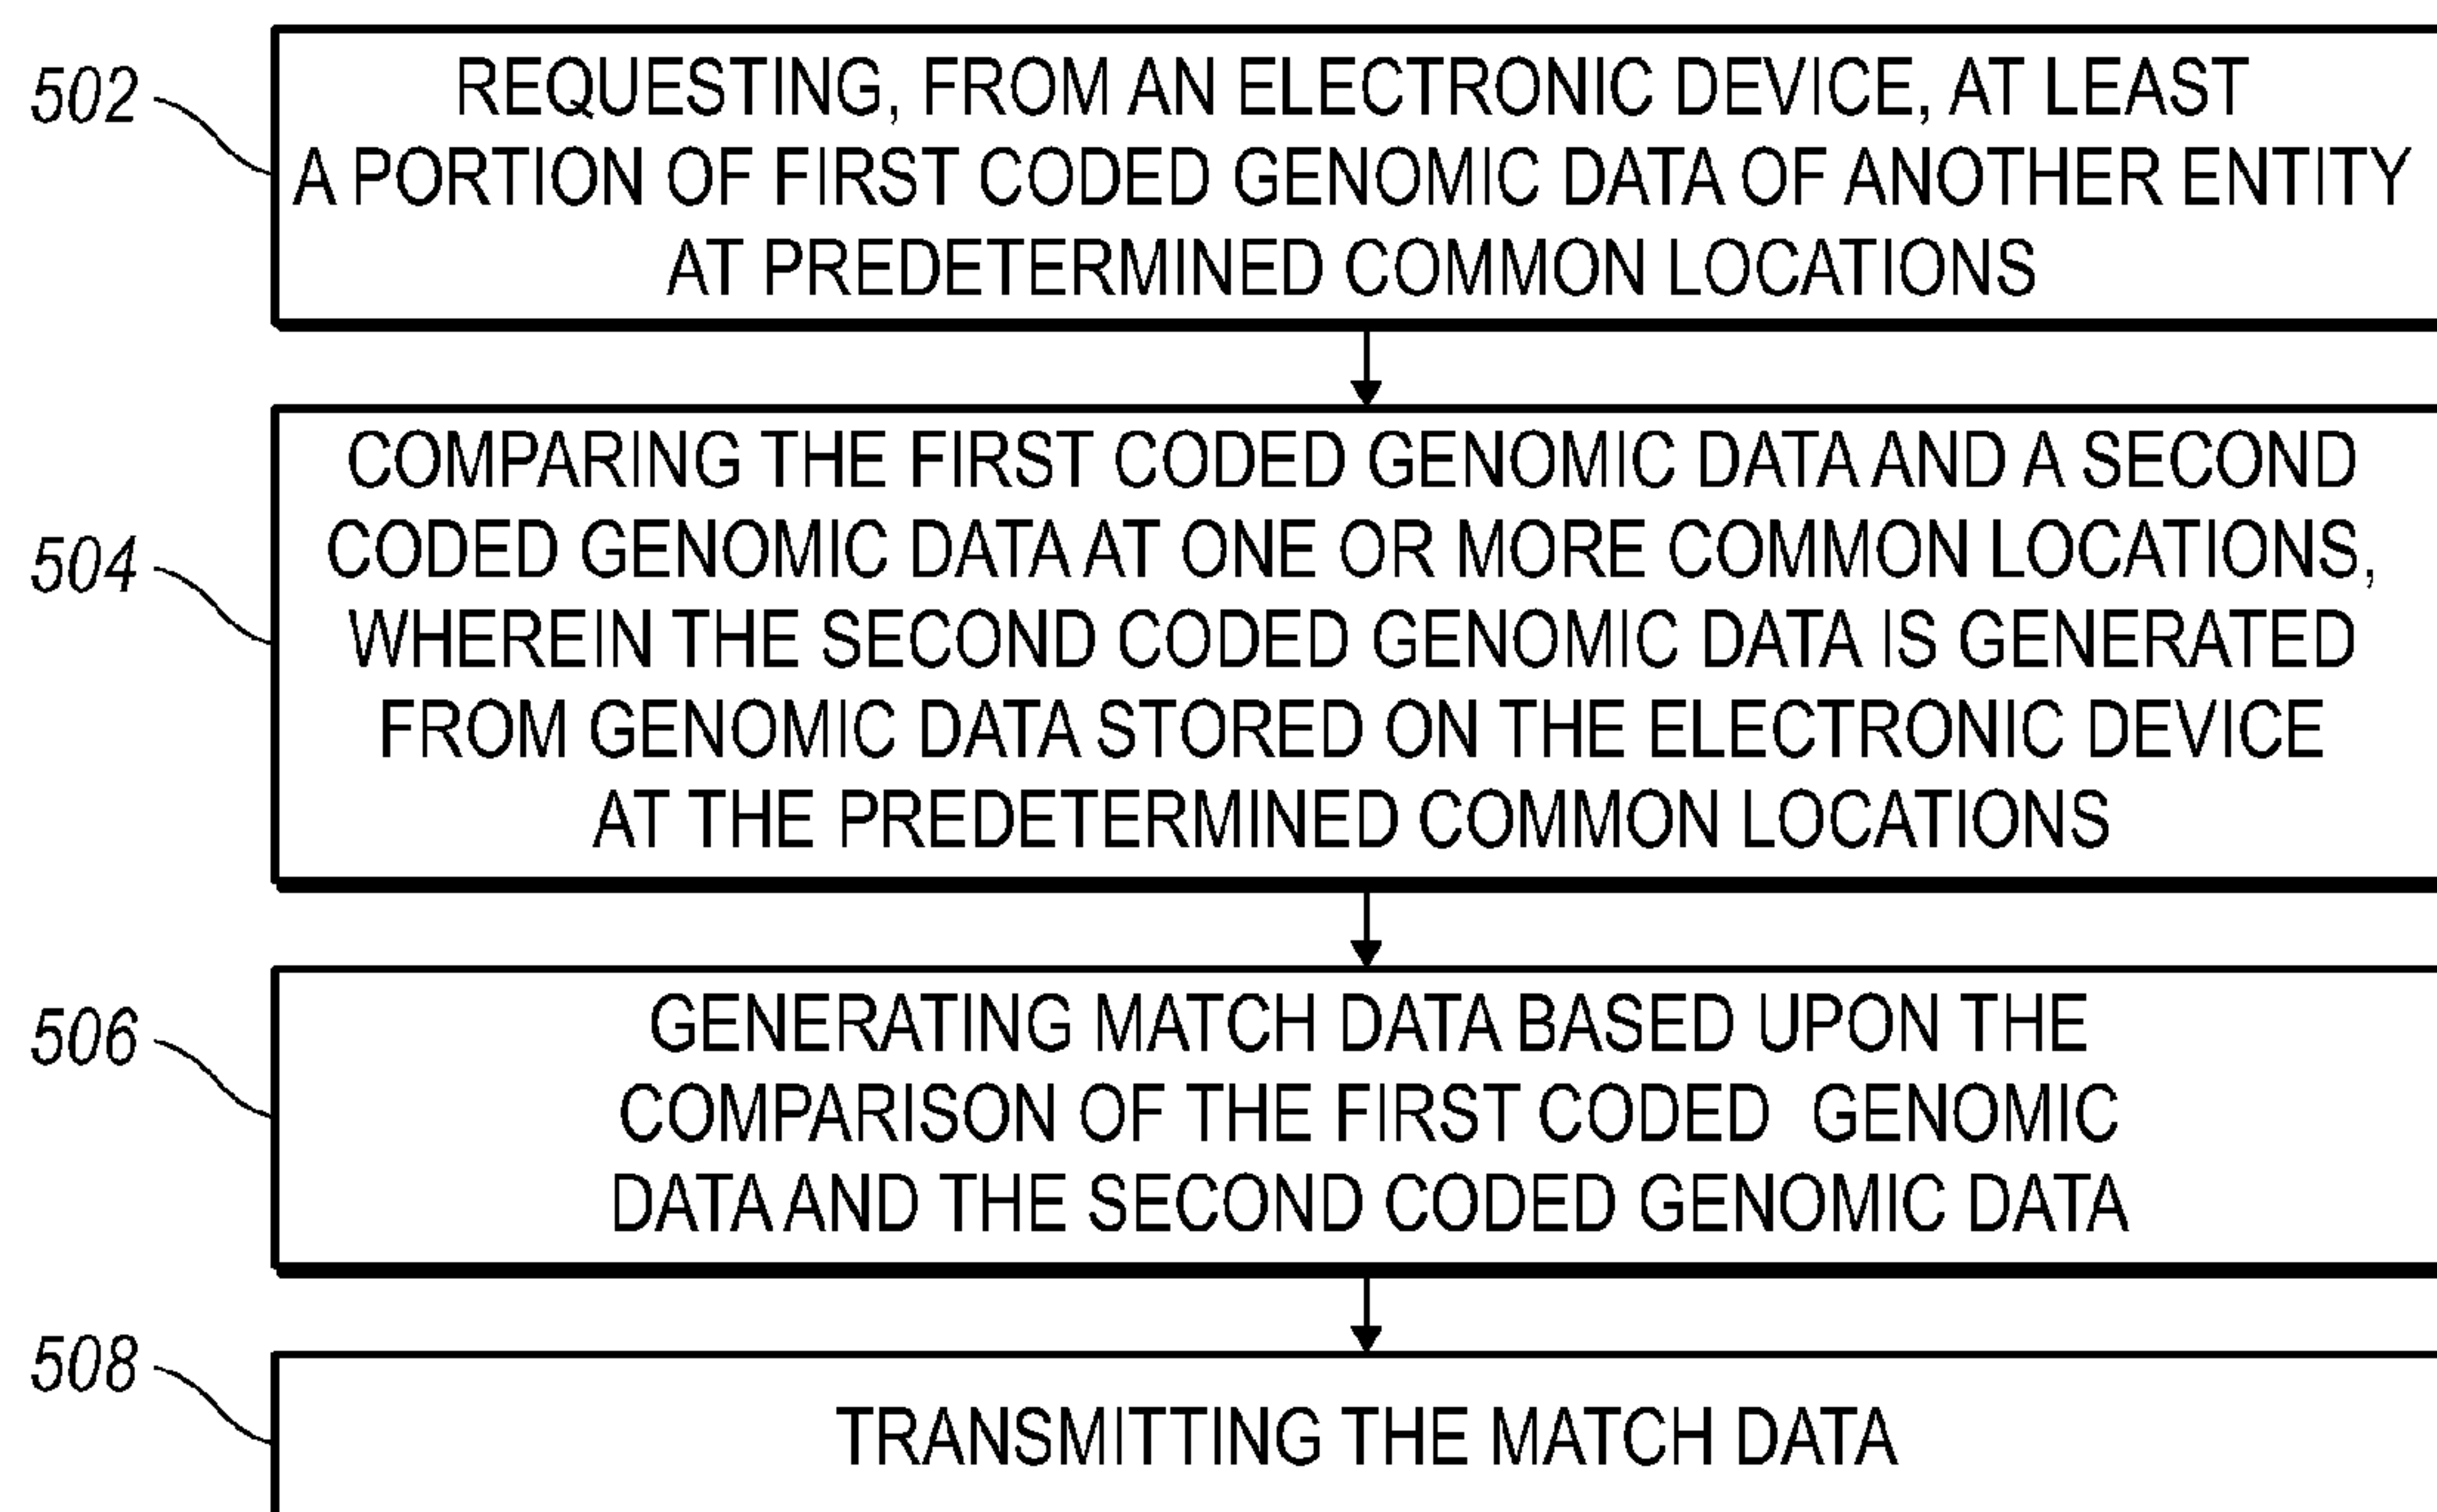 502
REQUESTING, FROM AN ELECTRONIC DEVICE, AT LEAST
A PORTION OF FIRST CODED GENOMIC DATA OF ANOTHER ENTITY
AT PREDETERMINED COMMON LOCATIONS
504
COMPARING THE FIRST CODED GENOMIC DATA AND A SECOND
CODED GENOMIC DATA AT ONE OR MORE COMMON LOCATIONS,
WHEREIN THE SECOND CODED GENOMIC DATA IS GENERATED
FROM GENOMIC DATA STORED ON THE ELECTRONIC DEVICE
AT THE PREDETERMINED COMMON LOCATIONS
506
GENERATING MATCH DATA BASED UPON THE
COMPARISON OF THE FIRST CODED GENOMIC
DATA AND THE SECOND CODED GENOMIC DATA
508
TRANSMITTING THE MATCH DATA